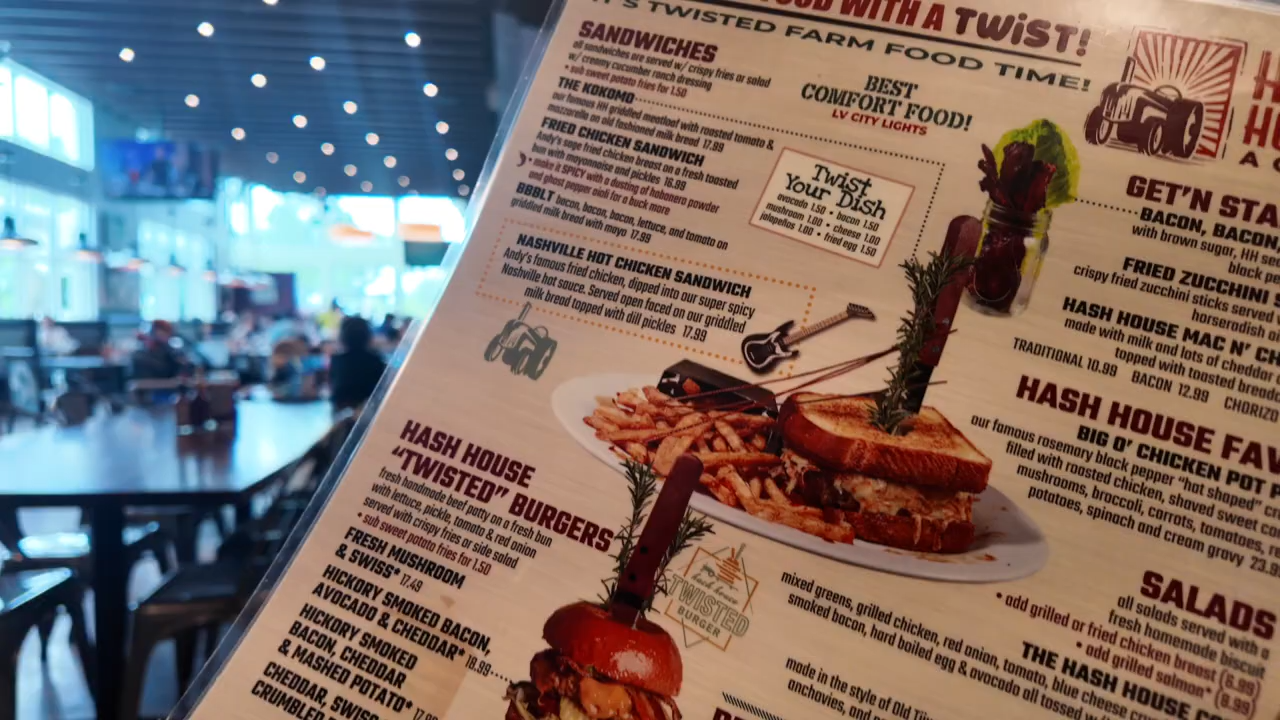 FOOD WITH A TWiST!
IT'S TWISTED FARM FOOD TIME!
SANDWICHES
all sandwiches are served w/ crispy fries or salad
w/ creamy cucumber ranch dressing
• sub sweet potato fries for 1.50
THE KOKOMO
our famous HH griddled meatloaf with roasted tomato &
mozzarella on old fashioned milk bread 17.99
FRIED CHICKEN SANDWICH
Andy's sage fried chicken breast on a fresh toasted
bun with mayonnaise and pickles 16.99
• make it SPICY with a dusting of habanero powder
and ghost pepper aioli for a buck more
BBBLT bacon, bacon, bacon, lettuce, and tomato on
griddled milk bread with mayo 17.99
NASHVILLE HOT CHICKEN SANDWICH
Andy's famous fried chicken, dipped into our super spicy
Nashville hot sauce. Served open faced on our griddled
milk bread topped with dill pickles 17.99
BEST
COMFORT FOOD!
LV CITY LIGHTS
Twist
Your Dish
avocado 1.50 • bacon 1.50
mushroom 1.00 • cheese 1.00
jalapeños 1.00 • fried egg 1.50
HASH HOUSE
"TWISTED" BURGERS
fresh handmade beef patty on a fresh bun
with lettuce, pickle, tomato & red onion
served with crispy fries or side salad
• sub sweet potato fries for 1.50
FRESH MUSHROOM
& SWISS* 17.49
HICKORY SMOKED BACON,
AVOCADO & CHEDDAR* 18.99
HICKORY SMOKED
BACON, CHEDDAR
& MASHED POTATO*
CHEDDAR, SWISS
CRUMBLED
hash house
TWISTED
BURGER
GET'N STA
BACON, BACON
with brown sugar, HH
black
FRIED ZUCCHINI
crispy fried zucchini sticks served
horseradish
HASH HOUSE MAC N' CH
made with milk and lots of cheddar
topped with toasted
TRADITIONAL 10.99 BACON 12.99 CHORIZO
HASH HOUSE FAV
BIG O' CHICKEN POT P
our famous rosemary black pepper "hat shaped"
filled with roasted chicken, shaved sweet
mushrooms, broccoli, carrots, tomatoes,
potatoes, spinach and cream gravy 23.9
SALADS
all salads served with a
fresh homemade biscuit
• add grilled or fried chicken breast (6.99)
• add grilled salmon* (8.99)
THE HASH HOUSE
mixed greens, grilled chicken, red onion, tomato, blue cheese
smoked bacon, hard boiled egg & avocado all tossed
made in the style of Old
anchovies, and